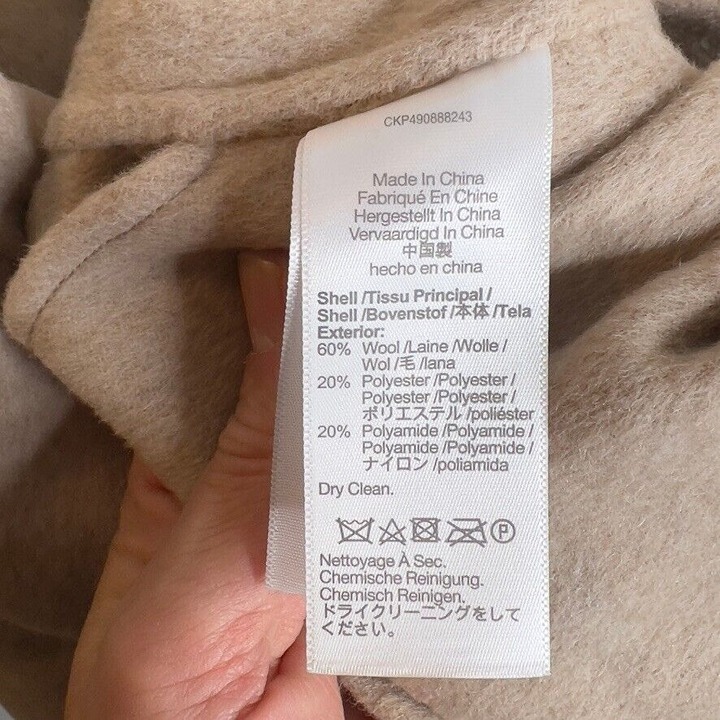 CKP490888243
Made In China
Fabriqué En Chine
Hergestellt In China
Vervaardigd In China
中国製
hecho en china
Shell /Tissu Principal /
Shell /Bovenstof /本体 /Tela
Exterior:
60% Wool /Laine /Wolle /
Wol /毛 /lana
20% Polyester /Polyester /
Polyester /Polyester /
ポリエステル /poliéster
20% Polyamide /Polyamide /
Polyamide /Polyamide /
ナイロン /poliamida
Dry Clean.
P
Nettoyage À Sec.
Chemische Reinigung.
Chemisch Reinigen.
ドライクリーニングをして
ください。